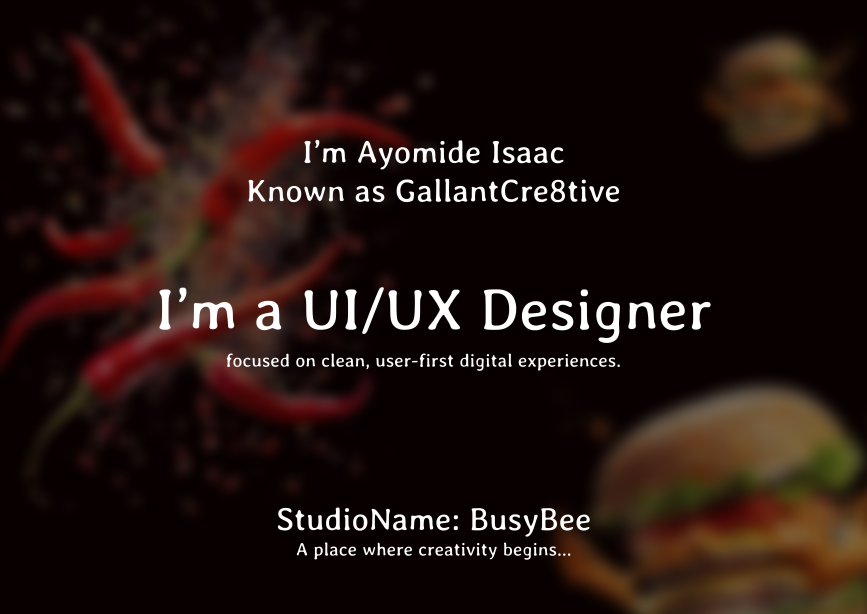 I'm Ayomide Isaac
Known as GallantCre8tive
I'm a UI/UX Designer
focused on clean, user-first digital experiences.
StudioName: BusyBee
A place where creativity begins...